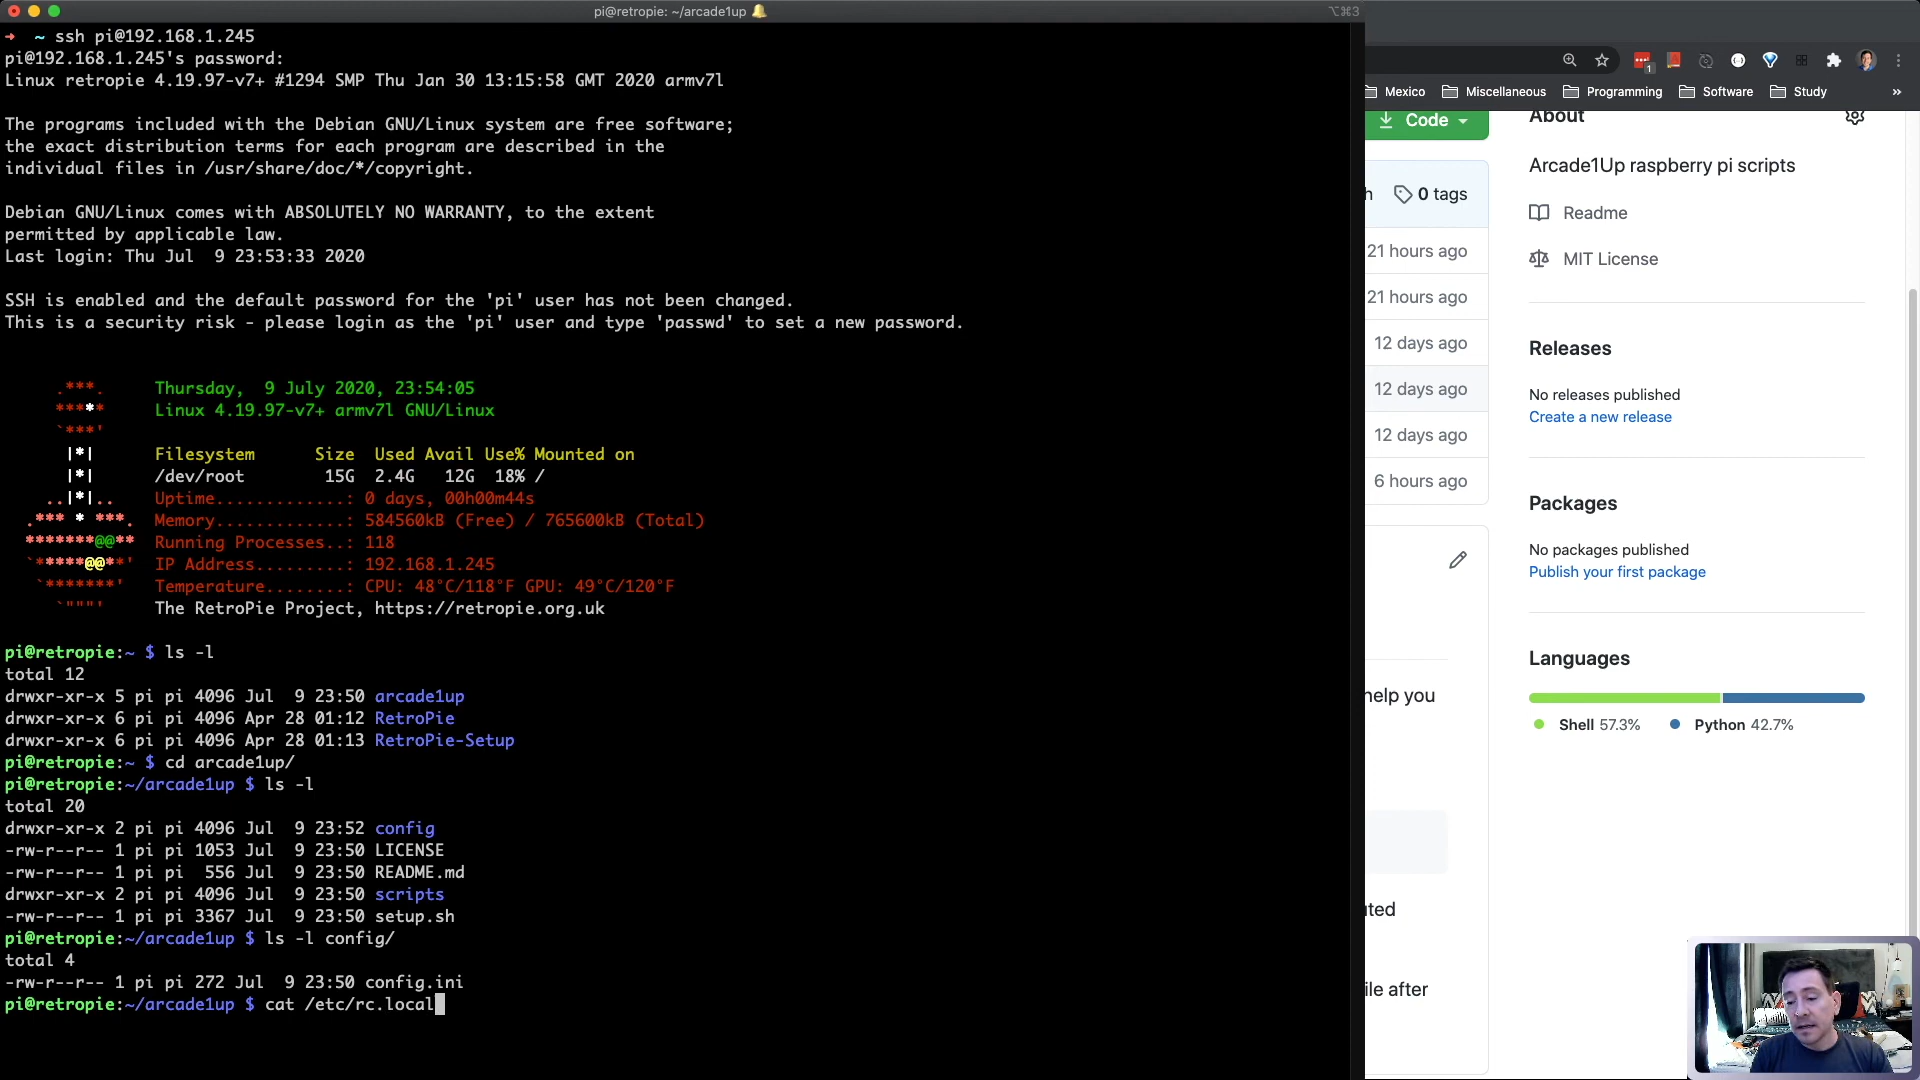 pi@retropie: ~/arcade1up 🔔
⌥⌘3
➜ ~ ssh pi@192.168.1.245
pi@192.168.1.245's password:
Linux retropie 4.19.97-v7+ #1294 SMP Thu Jan 30 13:15:58 GMT 2020 armv7l
The programs included with the Debian GNU/Linux system are free software;
the exact distribution terms for each program are described in the
individual files in /usr/share/doc/*/copyright.
Debian GNU/Linux comes with ABSOLUTELY NO WARRANTY, to the extent
permitted by applicable law.
Last login: Thu Jul  9 23:53:33 2020
SSH is enabled and the default password for the 'pi' user has not been changed.
This is a security risk - please login as the 'pi' user and type 'passwd' to set a new password.
.***.     Thursday,  9 July 2020, 23:54:05
*****     Linux 4.19.97-v7+ armv7l GNU/Linux
`***'
|*|      Filesystem      Size  Used Avail Use% Mounted on
|*|      /dev/root        15G  2.4G   12G  18% /
..|*|..    Uptime.............: 0 days, 00h00m44s
.*** * ***.  Memory.............: 584560kB (Free) / 765600kB (Total)
*******@@**  Running Processes..: 118
`*****@@**'  IP Address.........: 192.168.1.245
`*******'   Temperature........: CPU: 48°C/118°F GPU: 49°C/120°F
`"""'     The RetroPie Project, https://retropie.org.uk
pi@retropie:~ $ ls -l
total 12
drwxr-xr-x 5 pi pi 4096 Jul  9 23:50 arcade1up
drwxr-xr-x 6 pi pi 4096 Apr 28 01:12 RetroPie
drwxr-xr-x 6 pi pi 4096 Apr 28 01:13 RetroPie-Setup
pi@retropie:~ $ cd arcade1up/
pi@retropie:~/arcade1up $ ls -l
total 20
drwxr-xr-x 2 pi pi 4096 Jul  9 23:52 config
-rw-r--r-- 1 pi pi 1053 Jul  9 23:50 LICENSE
-rw-r--r-- 1 pi pi  556 Jul  9 23:50 README.md
drwxr-xr-x 2 pi pi 4096 Jul  9 23:50 scripts
-rw-r--r-- 1 pi pi 3367 Jul  9 23:50 setup.sh
pi@retropie:~/arcade1up $ ls -l config/
total 4
-rw-r--r-- 1 pi pi 272 Jul  9 23:50 config.ini
pi@retropie:~/arcade1up $ cat /etc/rc.local
1
Mexico Miscellaneous Programming Software Study »
Code
h 0 tags
21 hours ago
21 hours ago
12 days ago
12 days ago
12 days ago
6 hours ago
help you
ted
ile after
About
Arcade1Up raspberry pi scripts
Readme
MIT License
Releases
No releases published
Create a new release
Packages
No packages published
Publish your first package
Languages
Shell 57.3% Python 42.7%